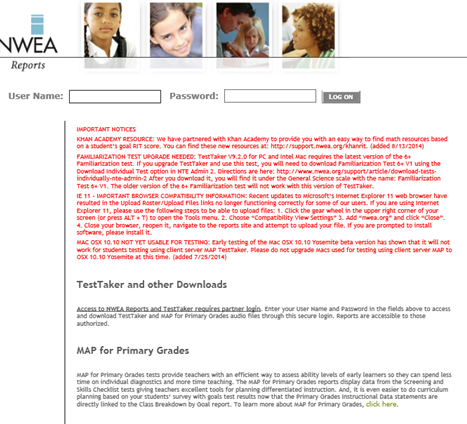 NWEA
Reports
User Name: Password: LOG ON
IMPORTANT NOTICES
KHAN ACADEMY RESOURCE: We have partnered with Khan Academy to provide you with an easy way to find math resources based
on a student's goal RIT score. You can find these new resources at: http://support.nwea.org/khanrit. (added 8/13/2014)
FAMILIARIZATION TEST UPGRADE NEEDED: TestTaker V9.2.0 for PC and Intel Mac requires the latest version of the 6+
Familiarization test. If you upgrade TestTaker and use this test, you will need to download Familiarization Test 6+ V1 using the
Download Individual Test option in NTE Admin 2. Directions are here: http://www.nwea.org/support/article/download-tests-
individually-nte-admin-2 After you download it, you will find it under the General Science scale with the name: Familiarization
Test 6+ V1. The older version of the 6+ Familiarization test will not work with this version of TestTaker.
IE 11 - IMPORTANT BROWSER COMPATIBILITY INFORMATION: Recent updates to Microsoft's Internet Explorer 11 web browser have
resulted in the Upload Roster/Upload Files links no longer functioning correctly for some of our users. If you are using Internet
Explorer 11, please use the following steps to be able to upload files: 1. Click the gear wheel in the upper right corner of your
screen (or press ALT + T) to open the Tools menu. 2. Choose "Compatibility View Settings" 3. Add "nwea.org" and click "Close".
4. Close your browser, reopen it, navigate to the reports site and attempt to upload your file. If you are prompted to install
software, please install it.
MAC OSX 10.10 NOT YET USABLE FOR TESTING: Early testing of the Mac OSX 10.10 Yosemite beta version has shown that it will not
work for students testing using client server MAP TestTaker. Please do not upgrade Macs used for testing using client server MAP to
OSX 10.10 Yosemite at this time. (added 7/25/2014)
TestTaker and other Downloads
Access to NWEA Reports and TestTaker requires partner login. Enter your User Name and Password in the fields above to access
and download TestTaker and MAP for Primary Grades audio files through this secure login. Reports are accessible to those
authorized.
MAP for Primary Grades
MAP for Primary Grades tests provide teachers with an efficient way to assess ability levels of early learners so they can spend less
time on individual diagnostics and more time teaching. The MAP for Primary Grades reports display data from the Screening and
Skills Checklist tests giving teachers excellent tools for planning differentiated instruction. And, it is even easier to do curriculum
planning based on your students' survey with goals test results now that the Primary Grades Instructional Data statements are
directly linked to the Class Breakdown by Goal report. To learn more about MAP for Primary Grades, click here.